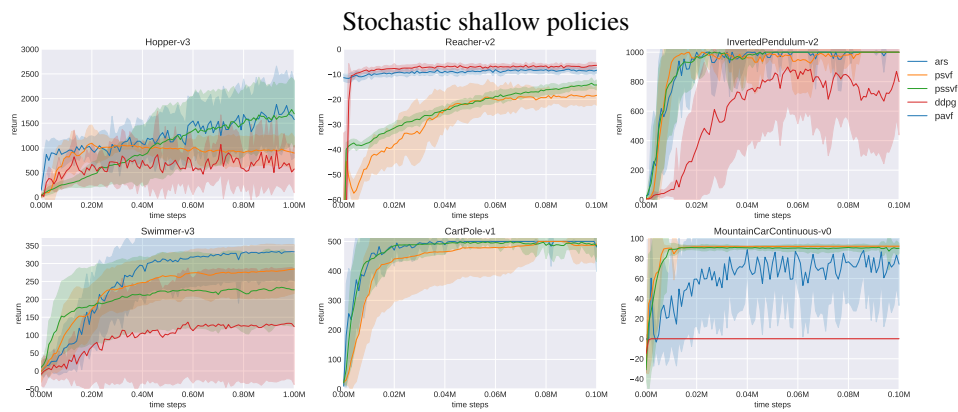 Stochastic shallow policies
Hopper-v3
Reacher-v2
InvertedPendulum-v2
return
3000
2500
2000
1500
1000
500
0
0.00M 0.20M 0.40M 0.60M 0.80M 1.00M
time steps
return
0
−10
−20
−30
−40
−50
−60
0.00M 0.02M 0.04M 0.06M 0.08M 0.10M
time steps
return
1000
800
600
400
200
0
0.00M 0.02M 0.04M 0.06M 0.08M 0.10M
time steps
ars
psvf
pssvf
ddpg
pavf
Swimmer-v3
CartPole-v1
MountainCarContinuous-v0
return
350
300
250
200
150
100
50
0
−50
0.00M 0.20M 0.40M 0.60M 0.80M 1.00M
time steps
return
500
400
300
200
100
0
0.00M 0.02M 0.04M 0.06M 0.08M 0.10M
time steps
return
100
80
60
40
20
0
−20
−40
0.00M 0.02M 0.04M 0.06M 0.08M 0.10M
time steps